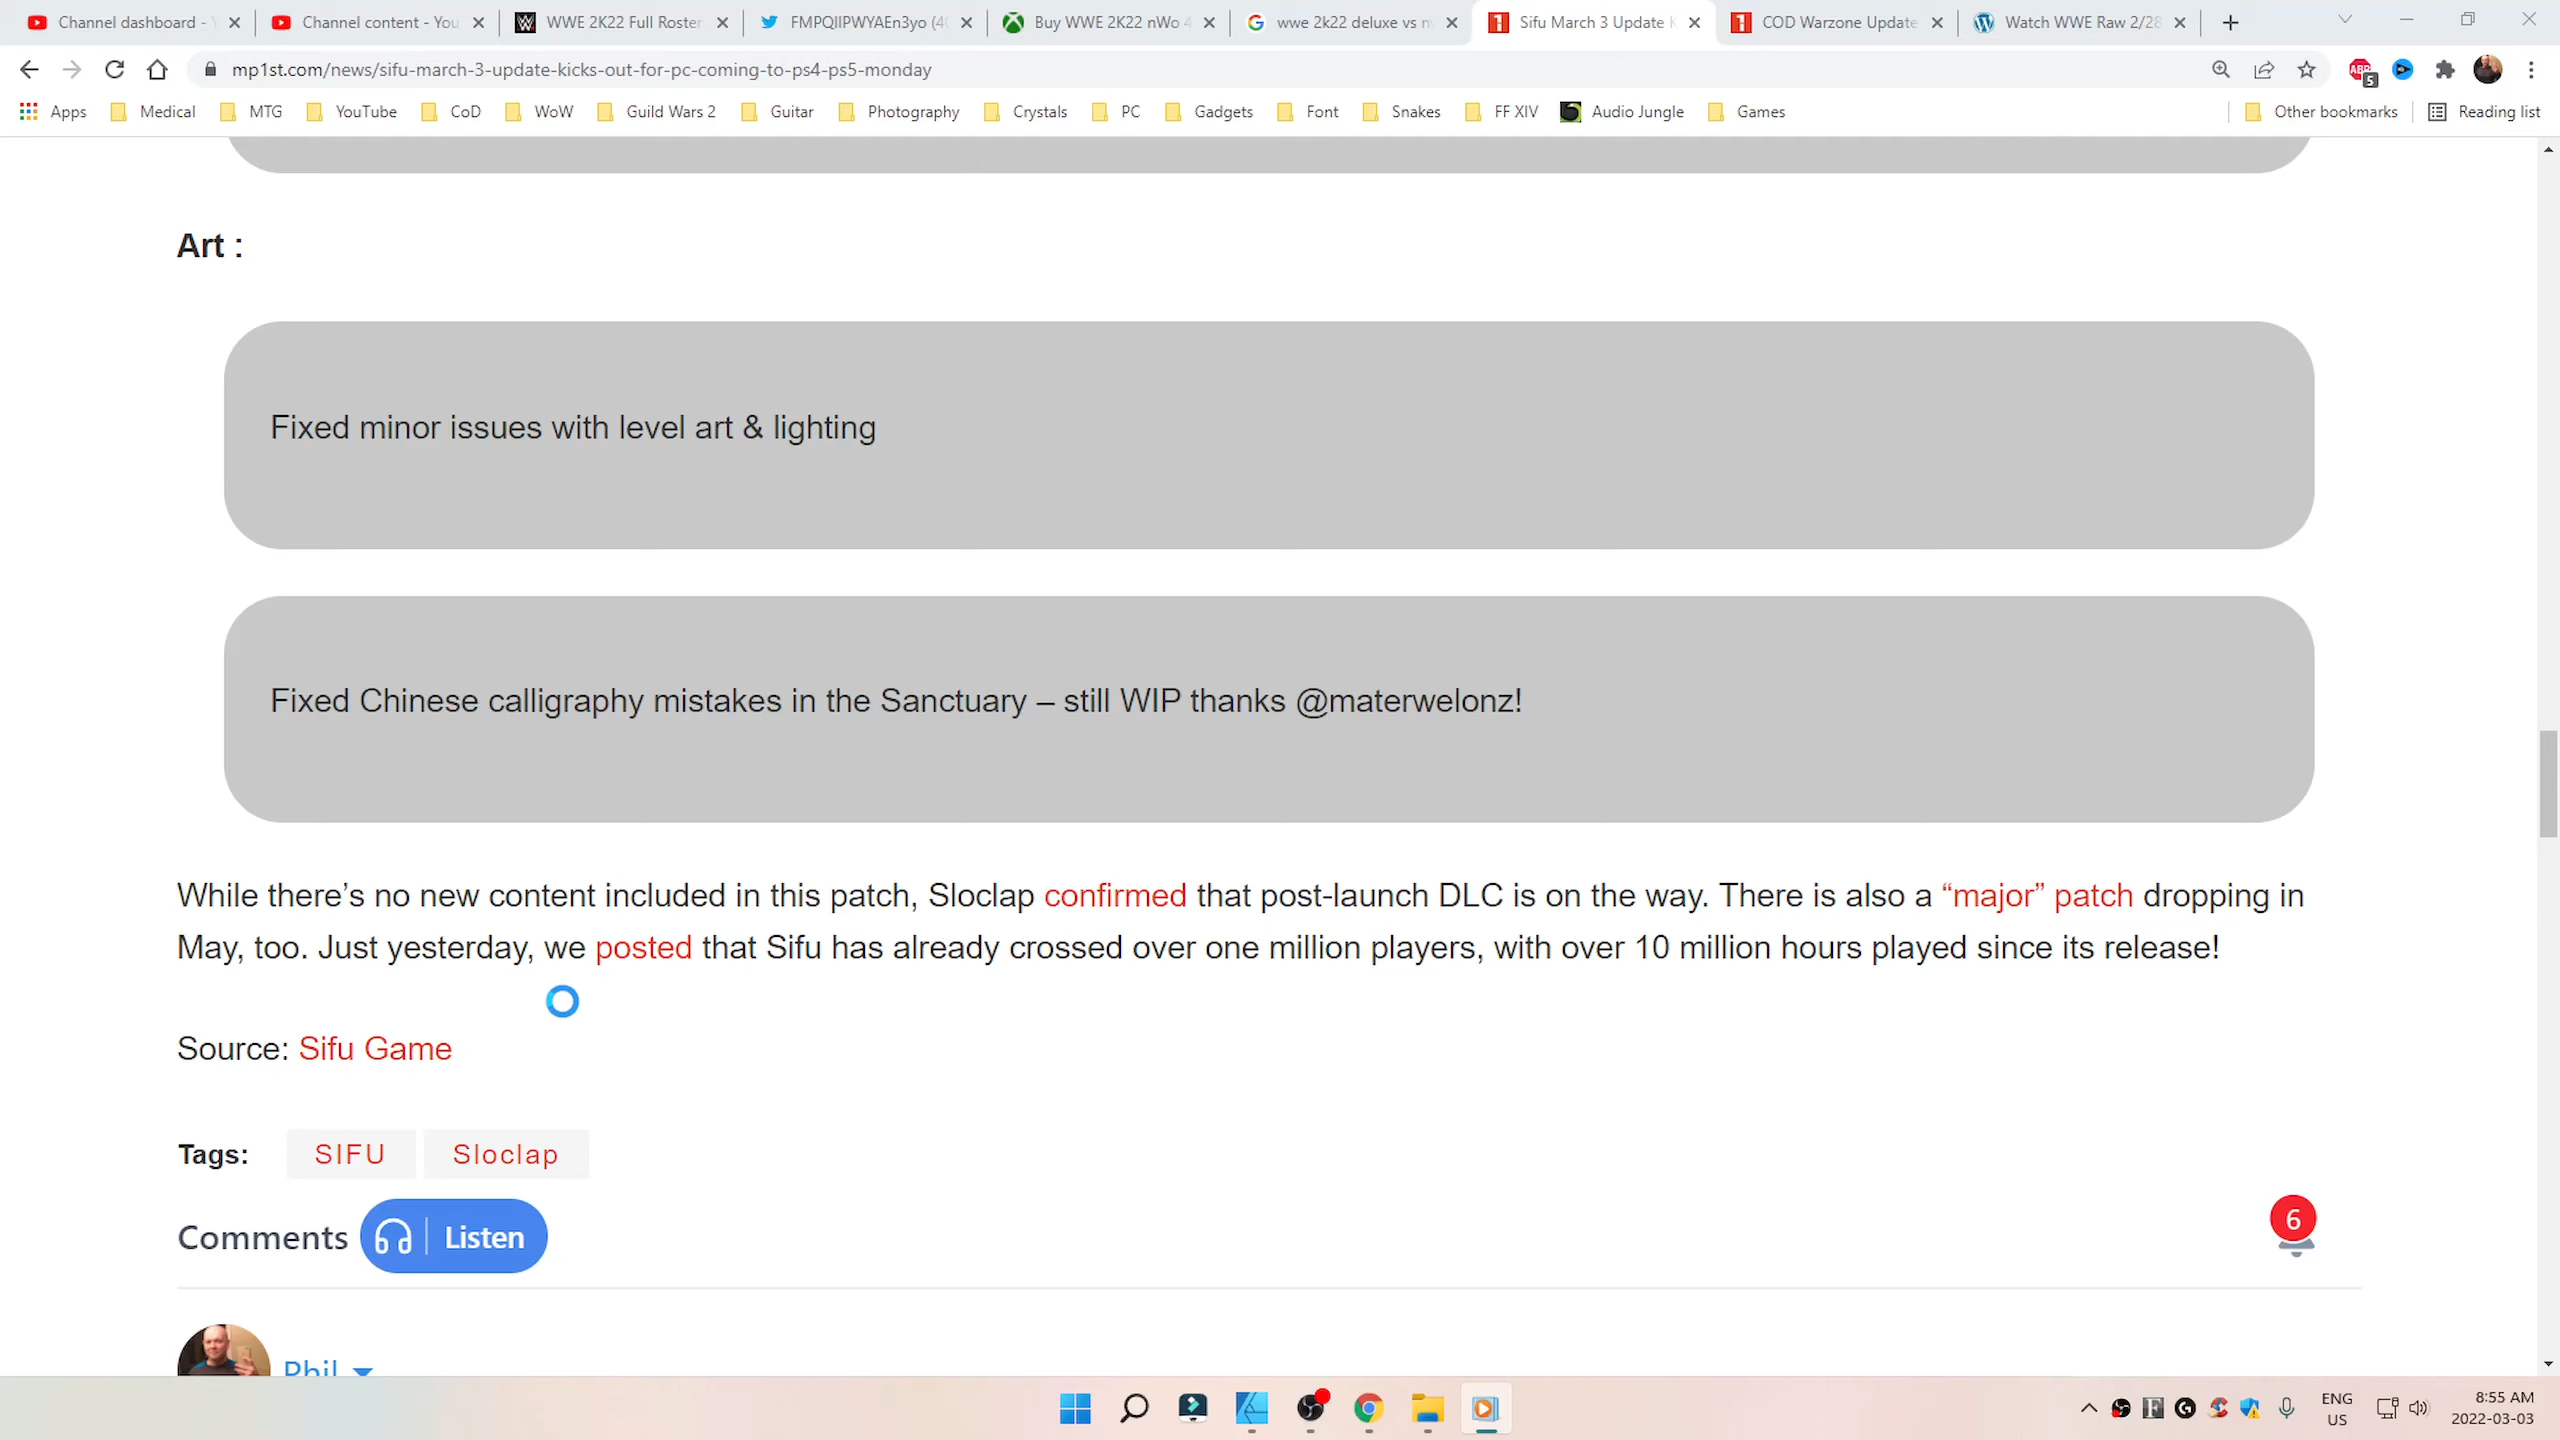 Channel dashboard - Y
Channel content - You
WWE 2K22 Full Roster
FMPQIIPWYAEn3yo (40
Buy WWE 2K22 nWo 4
wwe 2k22 deluxe vs n
Sifu March 3 Update K
COD Warzone Update
Watch WWE Raw 2/28
mp1st.com/news/sifu-march-3-update-kicks-out-for-pc-coming-to-ps4-ps5-monday
ABP
5
Apps
Medical
MTG
YouTube
CoD
WoW
Guild Wars 2
Guitar
Photography
Crystals
PC
Gadgets
Font
Snakes
FF XIV
Audio Jungle
Games
Other bookmarks
Reading list
Art :
Fixed minor issues with level art & lighting
Fixed Chinese calligraphy mistakes in the Sanctuary – still WIP thanks @materwelonz!
While there’s no new content included in this patch, Sloclap confirmed that post-launch DLC is on the way. There is also a “major” patch dropping in
May, too. Just yesterday, we posted that Sifu has already crossed over one million players, with over 10 million hours played since its release!
Source: Sifu Game
Tags: SIFU Sloclap
Comments Listen
6
Phil
ENG
US
8:55 AM
2022-03-03